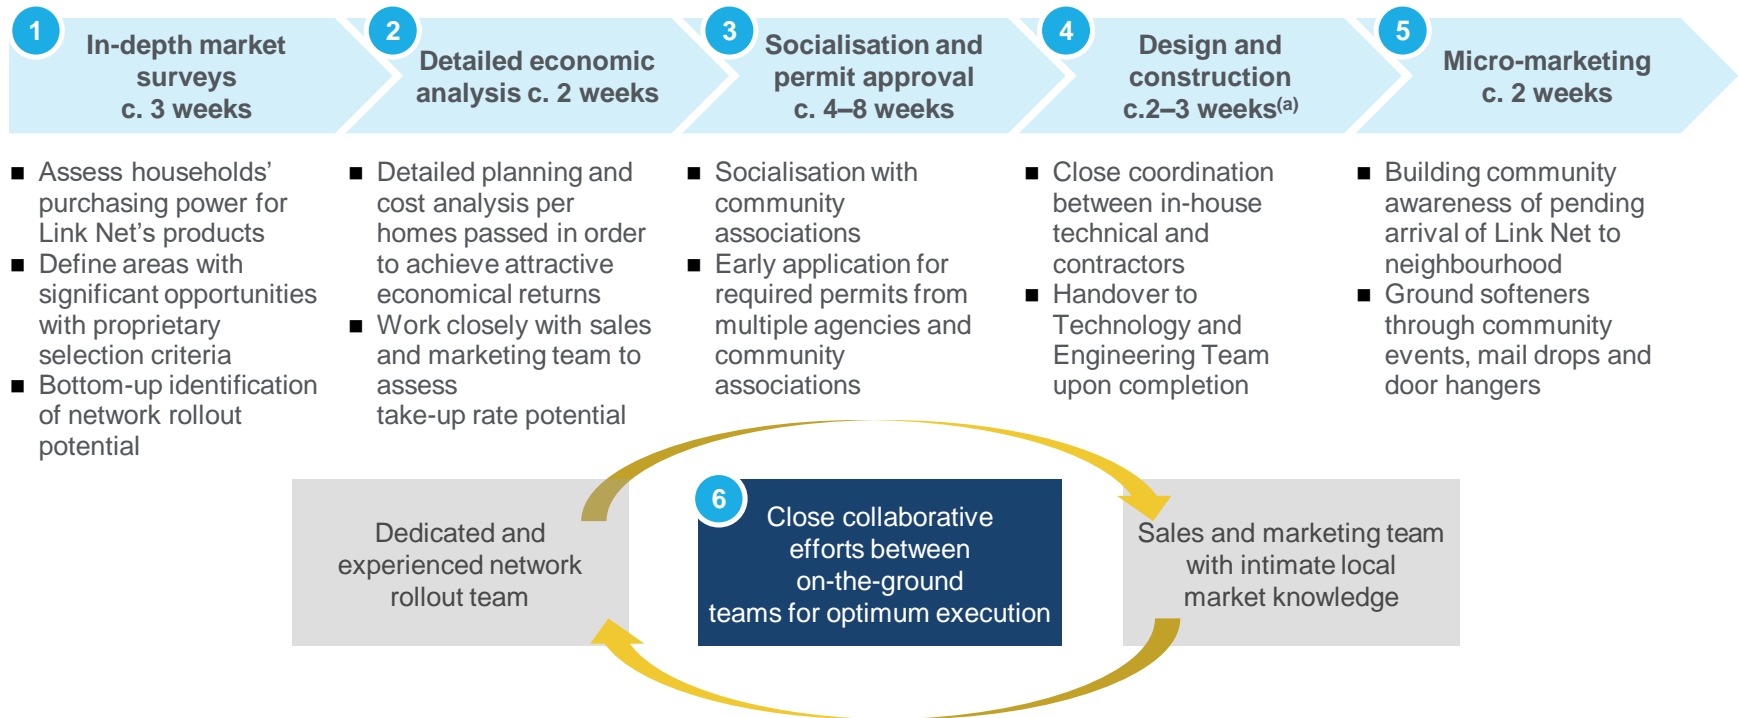 1
In-depth market
surveys
c. 3 weeks
2
Detailed economic
analysis c. 2 weeks
3
Socialisation and
permit approval
c. 4–8 weeks
4
Design and
construction
c.2–3 weeks(a)
5
Micro-marketing
c. 2 weeks
■ Assess households’
purchasing power for
Link Net’s products
■ Define areas with
significant opportunities
with proprietary
selection criteria
■ Bottom-up identification
of network rollout
potential
■ Detailed planning and
cost analysis per
homes passed in order
to achieve attractive
economical returns
■ Work closely with sales
and marketing team to
assess
take-up rate potential
■ Socialisation with
community
associations
■ Early application for
required permits from
multiple agencies and
community
associations
■ Close coordination
between in-house
technical and
contractors
■ Handover to
Technology and
Engineering Team
upon completion
■ Building community
awareness of pending
arrival of Link Net to
neighbourhood
■ Ground softeners
through community
events, mail drops and
door hangers
Dedicated and
experienced network
rollout team
6
Close collaborative
efforts between
on-the-ground
teams for optimum execution
Sales and marketing team
with intimate local
market knowledge